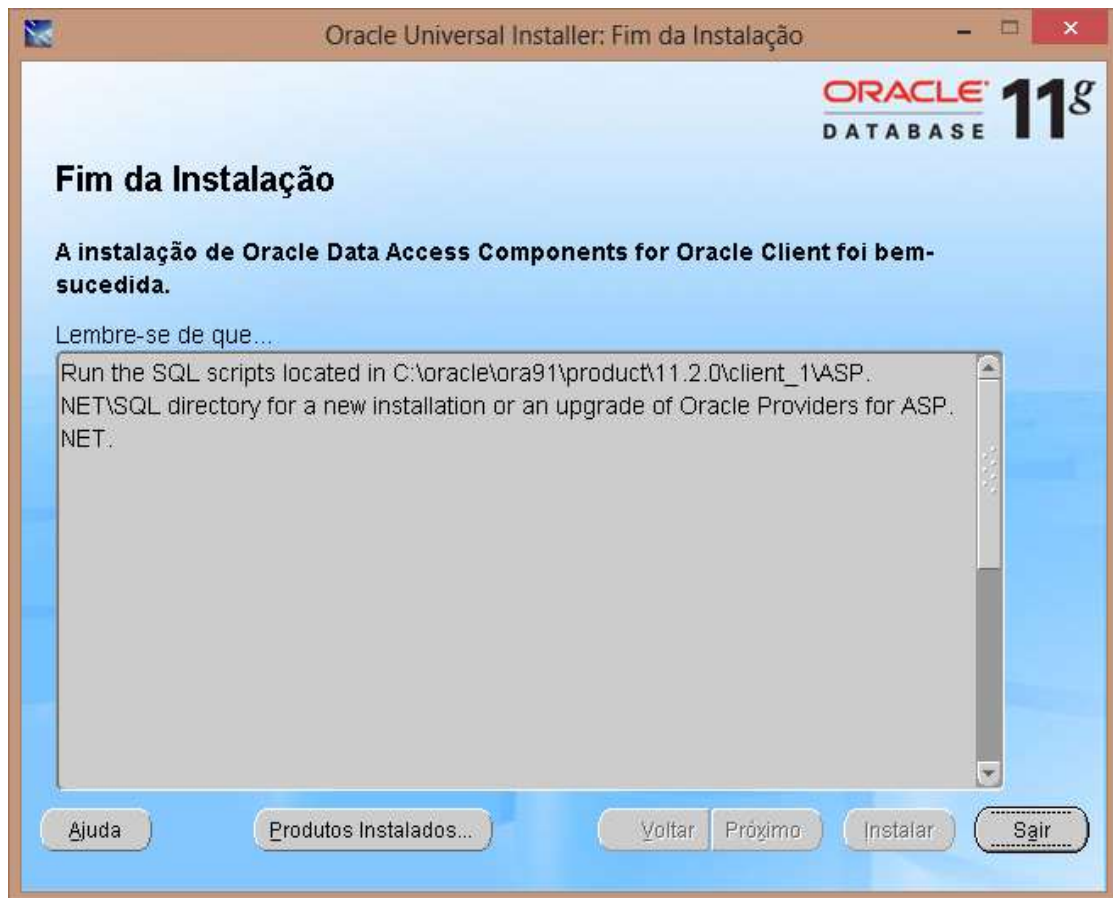 Oracle Universal Installer: Fim da Instalação
ORACLE
DATABASE
11g
Fim da Instalação
A instalação de Oracle Data Access Components for Oracle Client foi bem-
sucedida.
Lembre-se de que...
Run the SQL scripts located in C:\oracle\ora91\product\11.2.0\client_1\ASP.
NET\SQL directory for a new installation or an upgrade of Oracle Providers for ASP.
NET.
Ajuda
Produtos Instalados...
Voltar
Próximo
Instalar
Sair